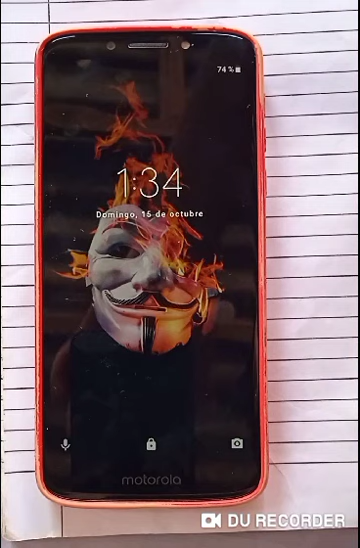 74 %
1:34
Domingo, 15 de octubre
motorola
DU RECORDER